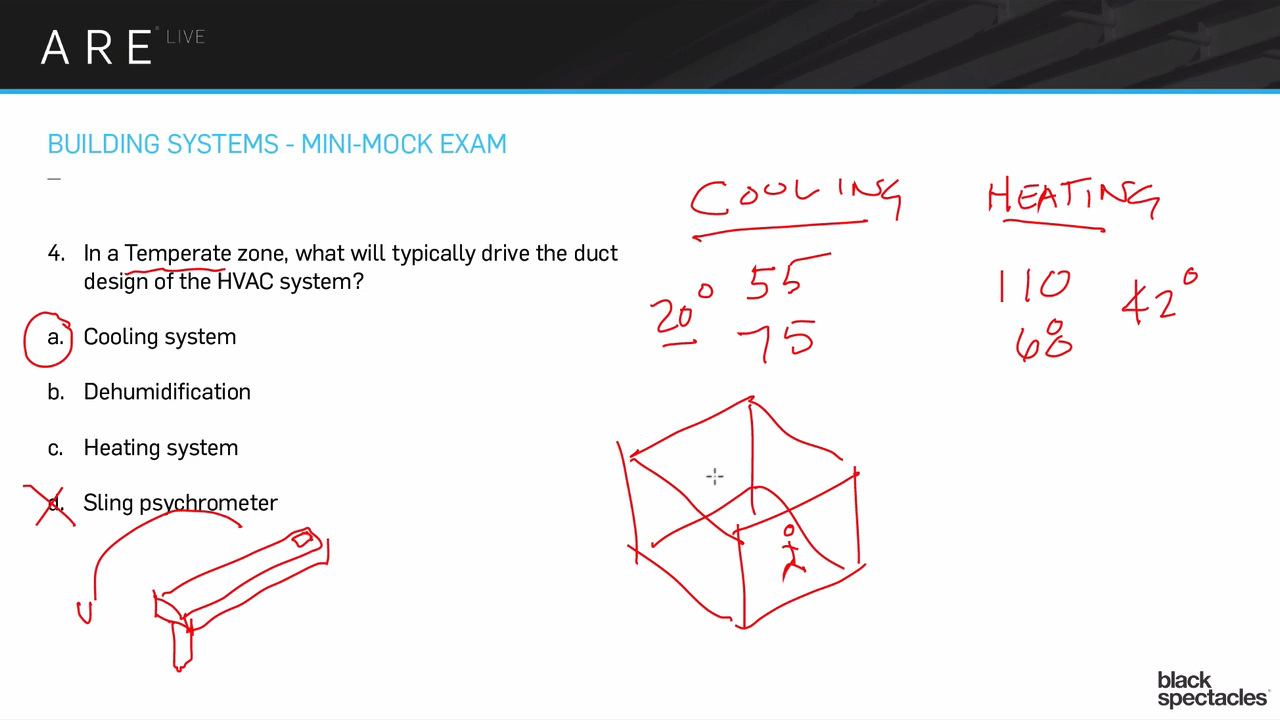 ARE® LIVE
BUILDING SYSTEMS - MINI-MOCK EXAM
4. In a Temperate zone, what will typically drive the duct
design of the HVAC system?
a. Cooling system
b. Dehumidification
c. Heating system
d. Sling psychrometer
COOLING
20° 55
75
HEATING
110 42°
68
black
spectacles